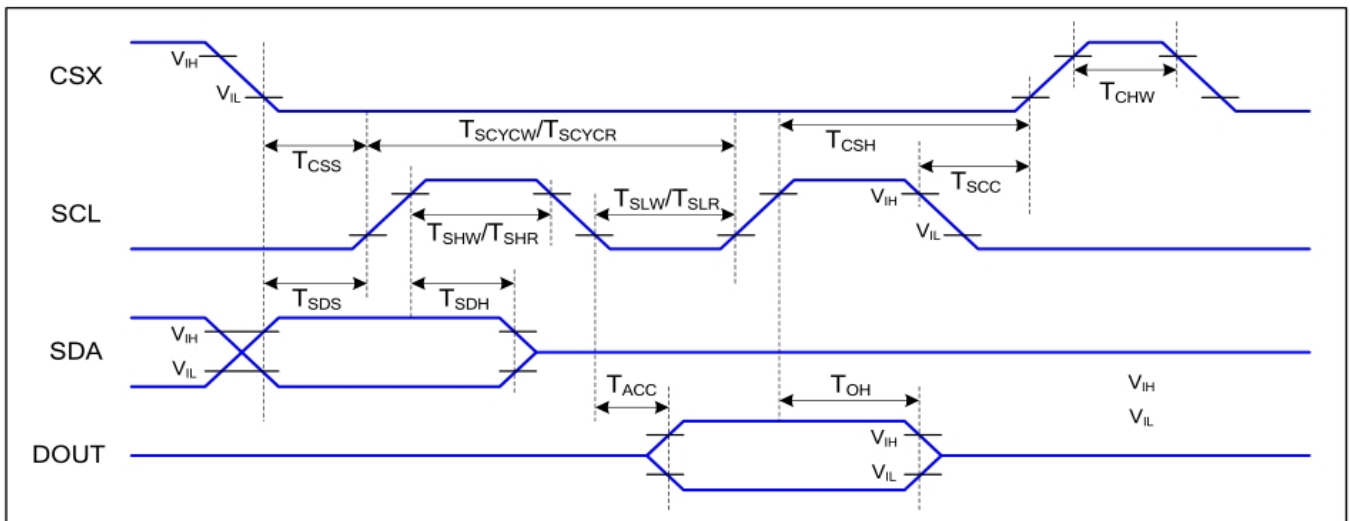 CSX
VIH
VIL
TCHW
TSCYCW/TSCYCR
TCSH
TCSS
TSCC
SCL
TSLW/TSLR
VIH
TSHW/TSHR
VIL
TSDS
TSDH
SDA
VIH
VIL
TACC
TOH
VIH
VIL
DOUT
VIH
VIL